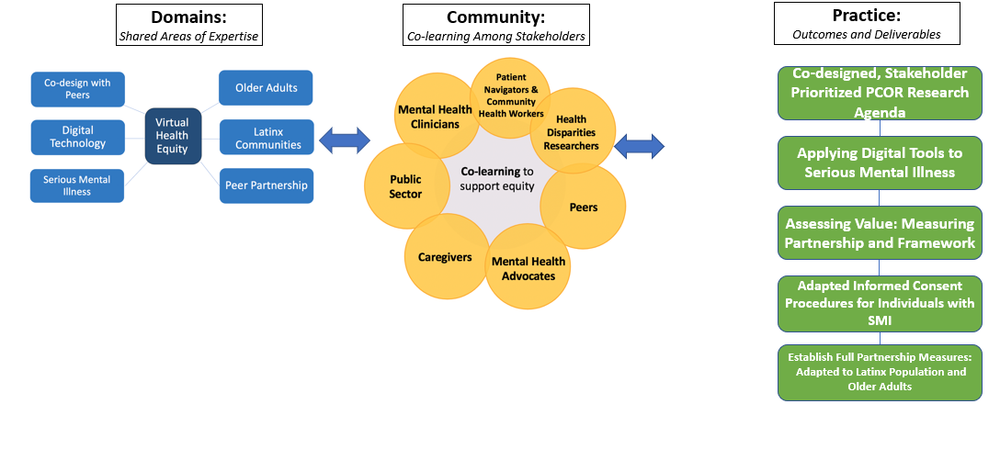 Domains:
Shared Areas of Expertise
Co-design with
Peers
Digital
Technology
Serious Mental
Illness
Virtual
Health
Equity
Older Adults
Latinx
Communities
Peer Partnership
Community:
Co-learning Among Stakeholders
Patient
Navigators &
Community
Health Workers
Mental Health
Clinicians
Health
Disparities
Researchers
Public
Sector
Co-learning to
support equity
Peers
Caregivers
Mental Health
Advocates
Practice:
Outcomes and Deliverables
Co-designed, Stakeholder
Prioritized PCOR Research
Agenda
Applying Digital Tools to
Serious Mental Illness
Assessing Value: Measuring
Partnership and Framework
Adapted Informed Consent
Procedures for Individuals with
SMI
Establish Full Partnership Measures:
Adapted to Latinx Population and
Older Adults